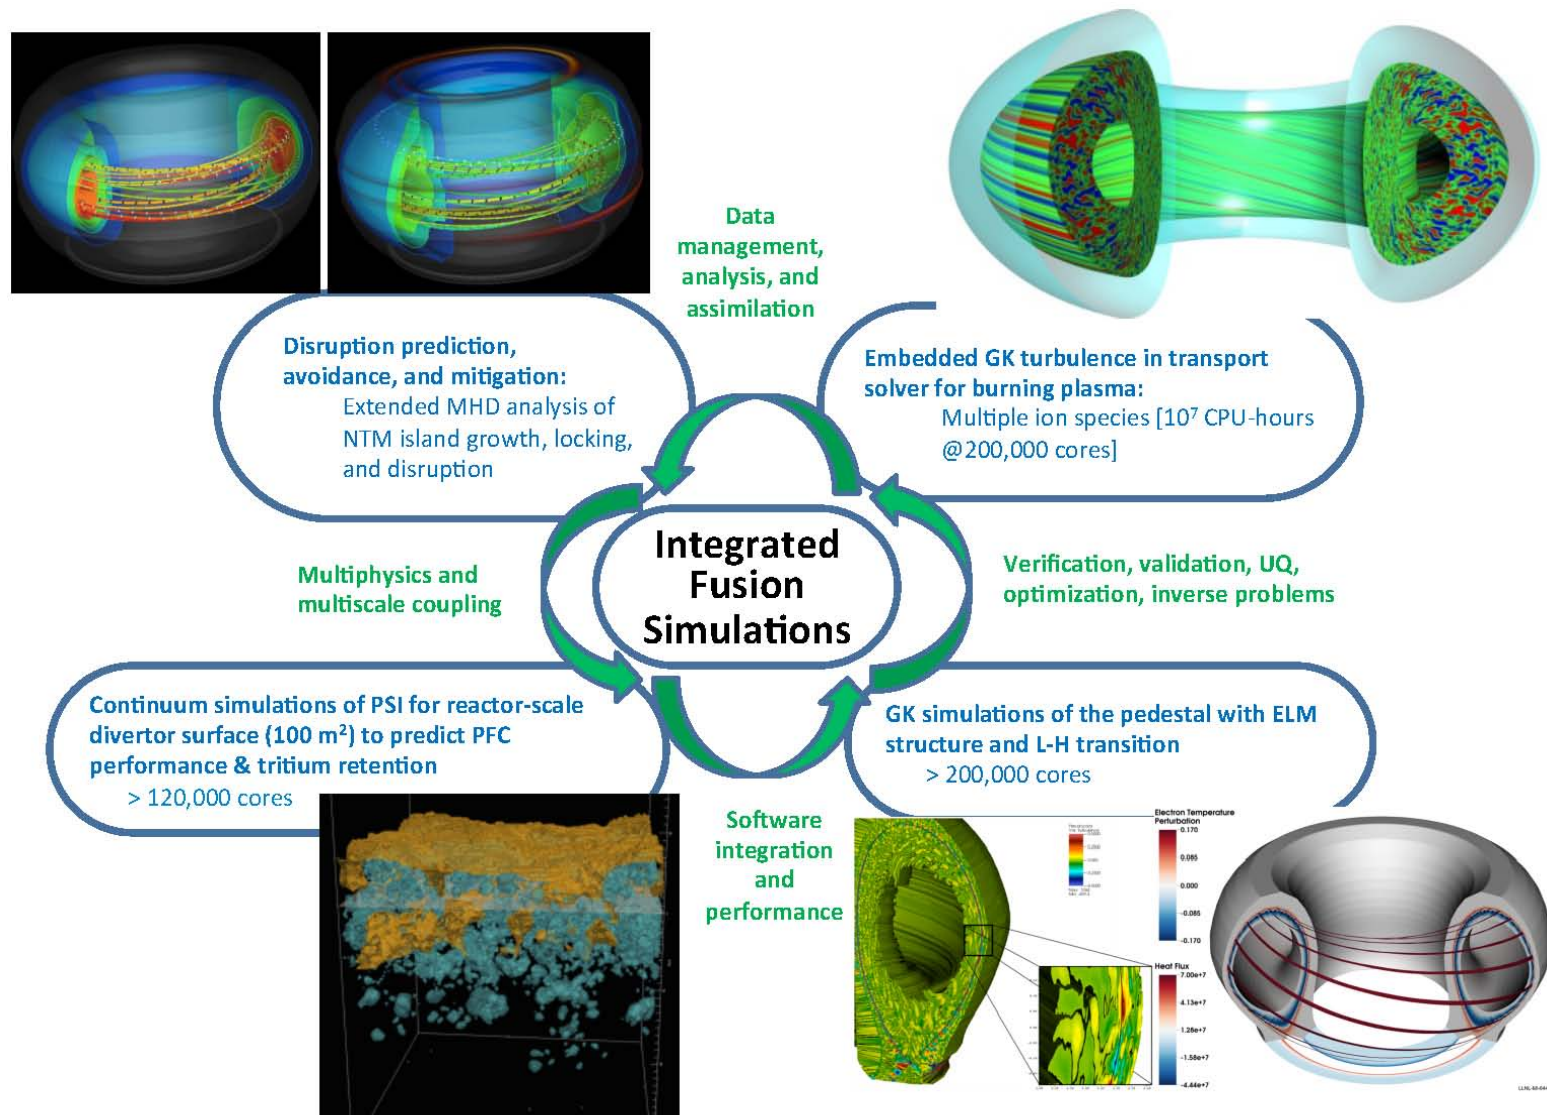 Data
management,
analysis, and
assimilation
Disruption prediction,
avoidance, and mitigation:
Extended MHD analysis of
NTM island growth, locking,
and disruption
Embedded GK turbulence in transport
solver for burning plasma:
Multiple ion species [10⁷ CPU-hours
@200,000 cores]
Integrated
Fusion
Simulations
Multiphysics and
multiscale coupling
Verification, validation, UQ,
optimization, inverse problems
Continuum simulations of PSI for reactor-scale
divertor surface (100 m²) to predict PFC
performance & tritium retention
> 120,000 cores
GK simulations of the pedestal with ELM
structure and L-H transition
> 200,000 cores
Software
integration
and
performance
Electron Temperature
Perturbation
0.170
0.085
0.000
-0.085
-0.170
Heat Flux
7.00e+7
4.13e+7
1.28e+7
-1.58e+7
-4.44e+7